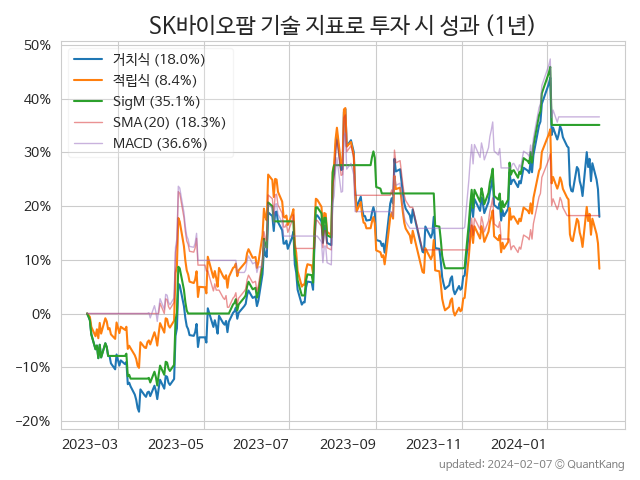 SK바이오팜 기술 지표로 투자 시 성과 (1년)
50%
40%
30%
20%
10%
0%
−10%
−20%
거치식 (18.0%)
적립식 (8.4%)
SigM (35.1%)
SMA(20) (18.3%)
MACD (36.6%)
2023-03
2023-05
2023-07
2023-09
2023-11
2024-01
updated: 2024-02-07 © QuantKang